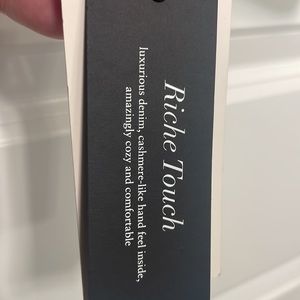 Riche Touch
luxurious denim, cashmere-like hand feel inside,
amazingly cozy and comfortable